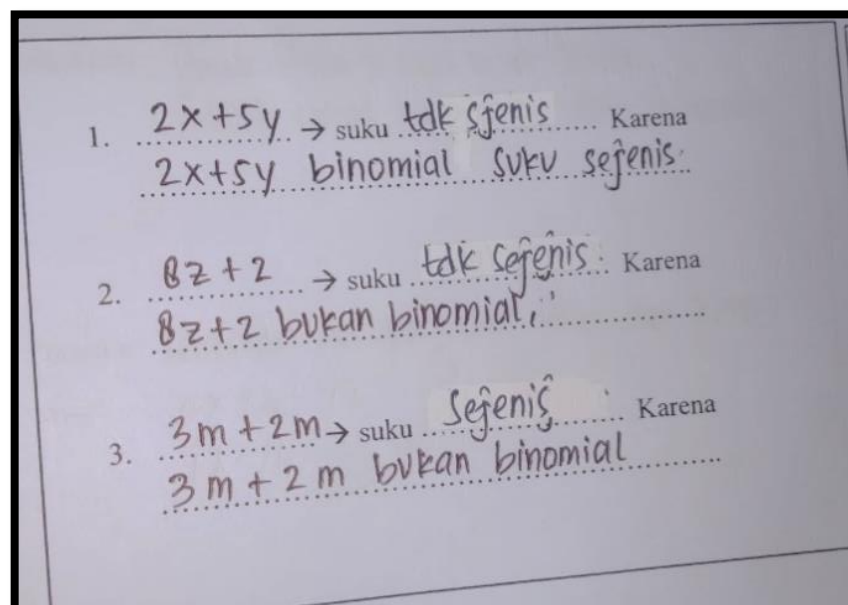 1. 2x+5y → suku tdk sjenis Karena
2x+5y binomial suku sejenis
2. 8z+2 → suku tdk sejenis Karena
8z+2 bukan binomial,
3. 3m+2m → suku sejenis Karena
3m+2m bukan binomial